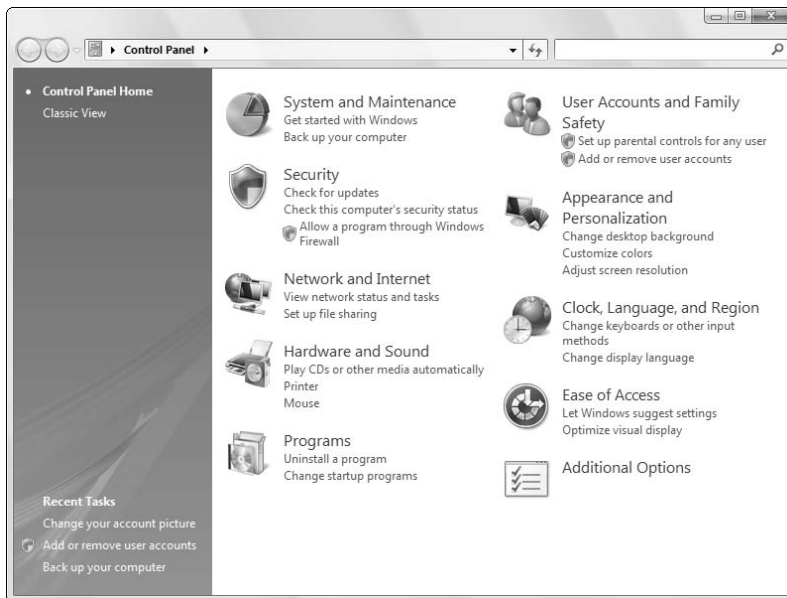 Control Panel
Control Panel Home
Classic View
System and Maintenance
Get started with Windows
Back up your computer
Security
Check for updates
Check this computer's security status
Allow a program through Windows
Firewall
Network and Internet
View network status and tasks
Set up file sharing
Hardware and Sound
Play CDs or other media automatically
Printer
Mouse
Programs
Uninstall a program
Change startup programs
User Accounts and Family
Safety
Set up parental controls for any user
Add or remove user accounts
Appearance and
Personalization
Change desktop background
Customize colors
Adjust screen resolution
Clock, Language, and Region
Change keyboards or other input
methods
Change display language
Ease of Access
Let Windows suggest settings
Optimize visual display
Additional Options
Recent Tasks
Change your account picture
Add or remove user accounts
Back up your computer